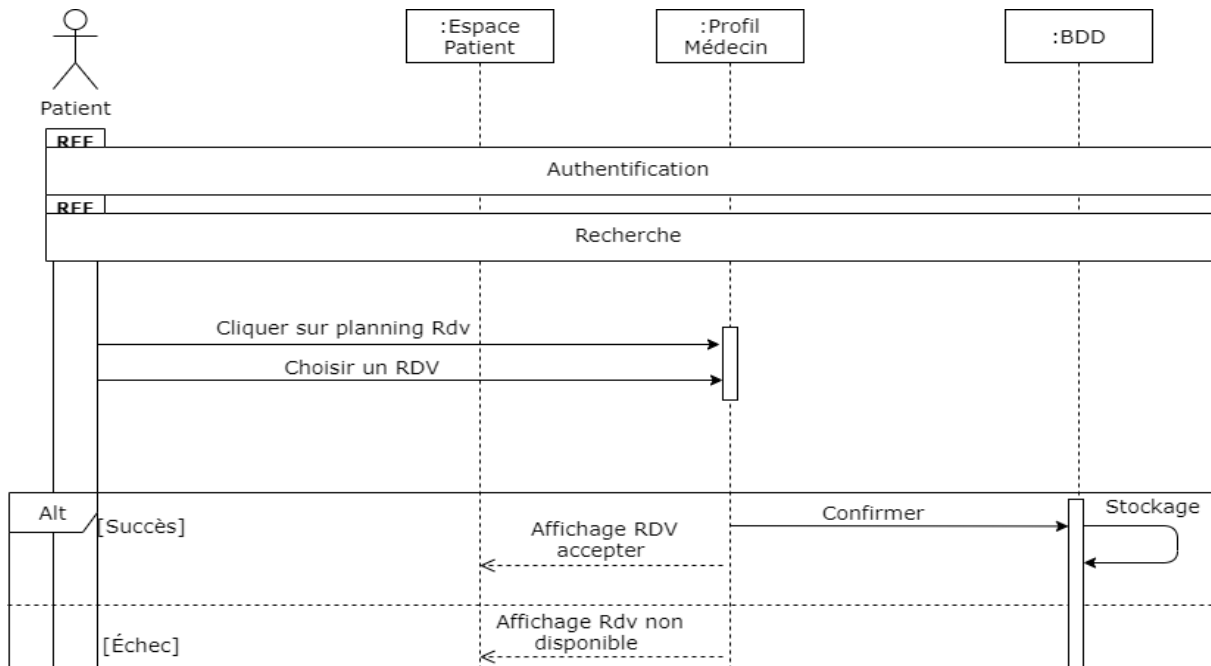 :Espace
Patient
:Profil
Médecin
:BDD
Patient
REF
Authentification
REF
Recherche
Cliquer sur planning Rdv
Choisir un RDV
Alt
[Succès]
Confirmer
Stockage
Affichage RDV
accepter
Affichage Rdv non
disponible
[Échec]